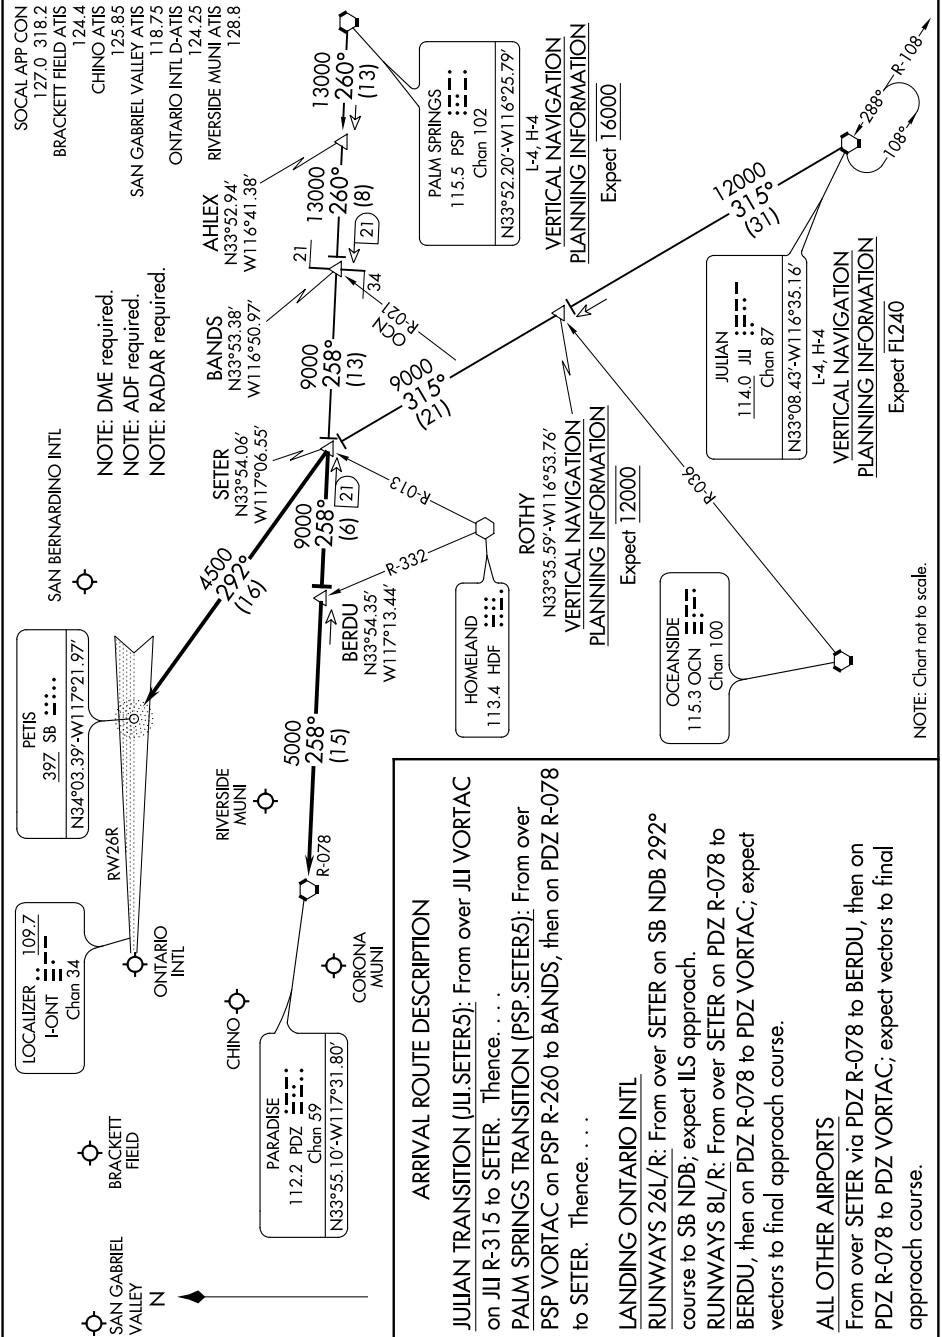 SOCAL APP CON
127.0 318.2
BRACKETT FIELD ATIS
124.4
CHINO ATIS
125.85
SAN GABRIEL VALLEY ATIS
118.75
ONTARIO INTL D-ATIS
124.25
RIVERSIDE MUNI ATIS
128.8
NOTE: DME required.
NOTE: ADF required.
NOTE: RADAR required.
SAN BERNARDINO INTL
PETIS
397 SB
N34°03.39’-W117°21.97’
LOCALIZER 109.7
I-ONT
Chan 34
RW26R
ONTARIO
INTL
BRACKETT
FIELD
SAN GABRIEL
VALLEY
N
CHINO
RIVERSIDE
MUNI
CORONA
MUNI
PARADISE
112.2 PDZ
Chan 59
N33°55.10’-W117°31.80’
R-078
5000
258°
(15)
BERDU
N33°54.35’
W117°13.44’
9000
258°
(6)
21
4500
292°
(16)
SETER
N33°54.06’
W117°06.55’
9000
258°
(13)
BANDS
N33°53.38’
W116°50.97’
21
34
21
OCN
R-021
13000
260°
(8)
AHLEX
N33°52.94’
W116°41.38’
13000
260°
(13)
PALM SPRINGS
115.5 PSP
Chan 102
N33°52.20’-W116°25.79’
L-4, H-4
VERTICAL NAVIGATION
PLANNING INFORMATION
Expect 16000
9000
315°
(21)
R-013
R-332
HOMELAND
113.4 HDF
ROTHY
N33°35.59’-W116°53.76’
VERTICAL NAVIGATION
PLANNING INFORMATION
Expect 12000
12000
315°
(31)
R-036
OCEANSIDE
115.3 OCN
Chan 100
JULIAN
114.0 JLI
Chan 87
N33°08.43’-W116°35.16’
L-4, H-4
VERTICAL NAVIGATION
PLANNING INFORMATION
Expect FL240
288°
108°
R-108
NOTE: Chart not to scale.
ARRIVAL ROUTE DESCRIPTION
JULIAN TRANSITION (JLI.SETER5): From over JLI VORTAC
on JLI R-315 to SETER. Thence. . . .
PALM SPRINGS TRANSITION (PSP.SETER5): From over
PSP VORTAC on PSP R-260 to BANDS, then on PDZ R-078
to SETER. Thence. . . .
LANDING ONTARIO INTL
RUNWAYS 26L/R: From over SETER on SB NDB 292°
course to SB NDB; expect ILS approach.
RUNWAYS 8L/R: From over SETER on PDZ R-078 to
BERDU, then on PDZ R-078 to PDZ VORTAC; expect
vectors to final approach course.
ALL OTHER AIRPORTS
From over SETER via PDZ R-078 to BERDU, then on
PDZ R-078 to PDZ VORTAC; expect vectors to final
approach course.